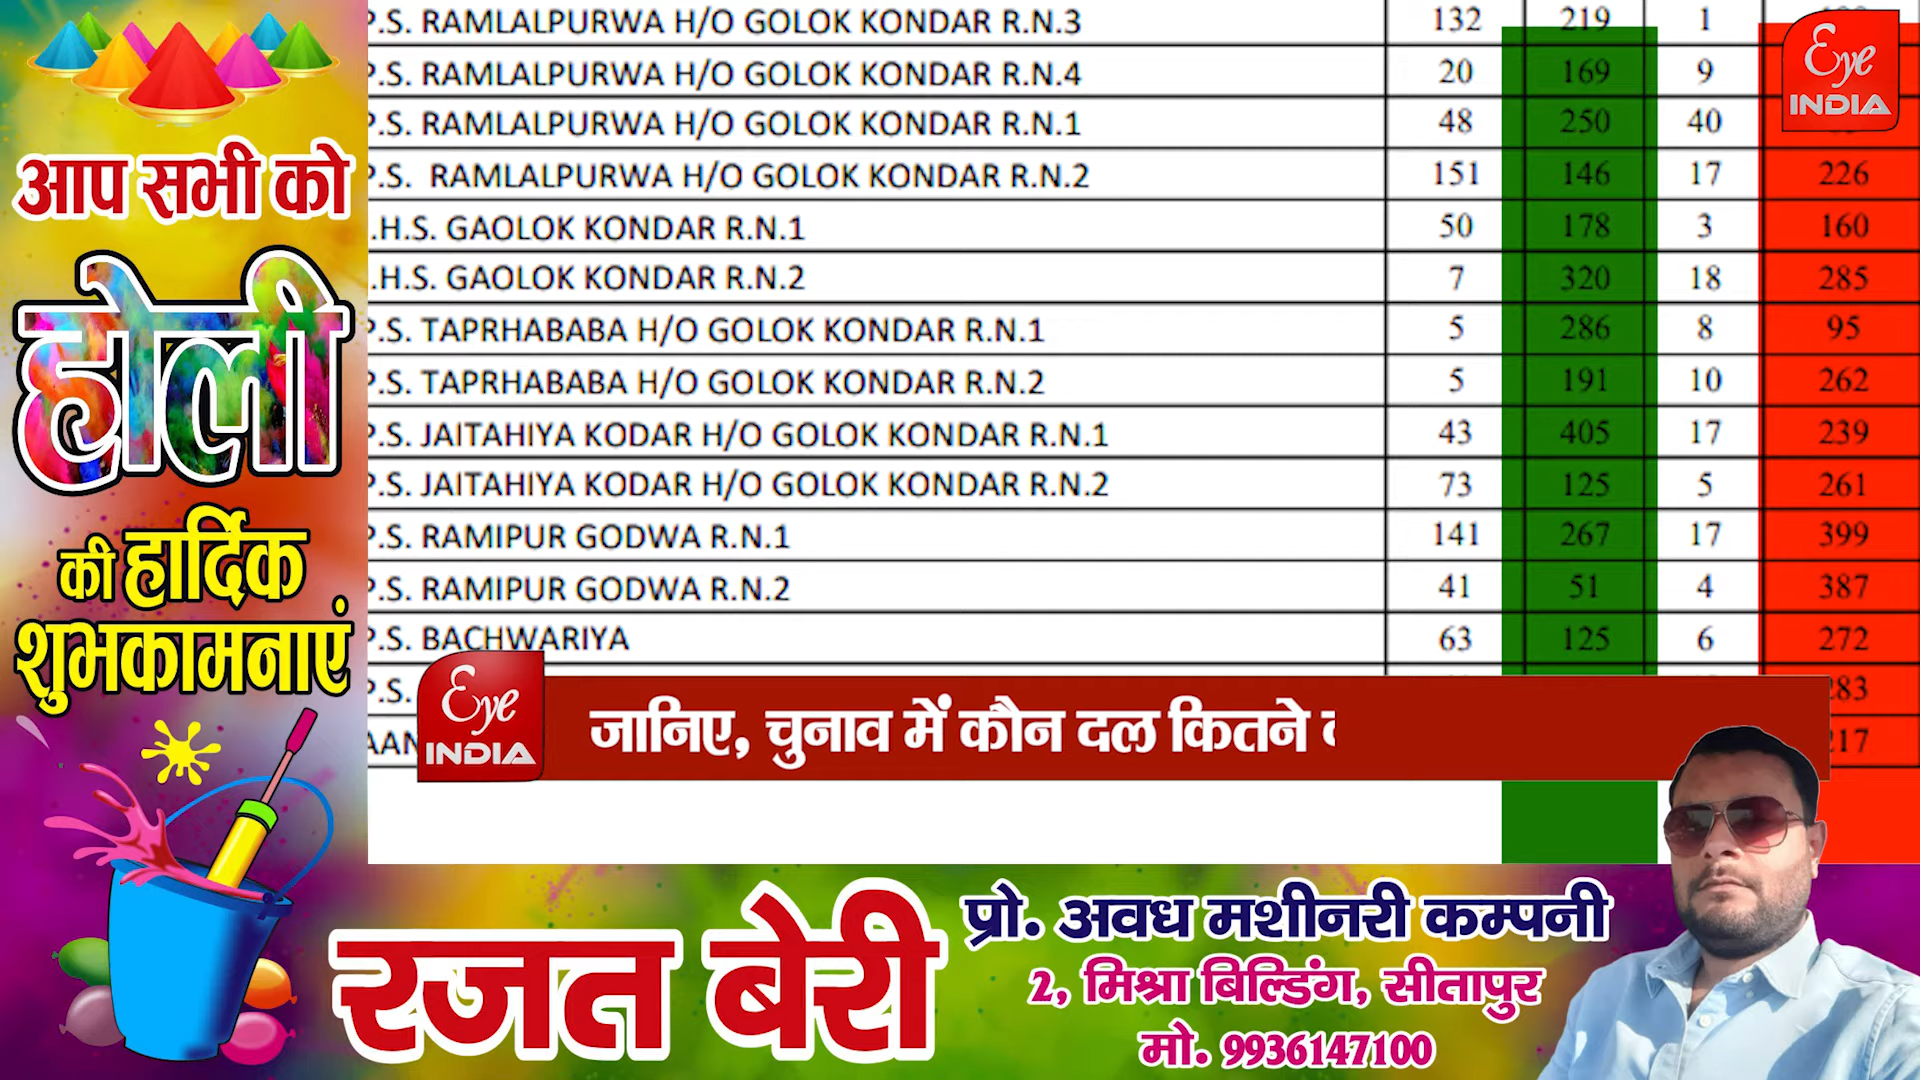 आप सभी को
होली
की हार्दिक
शुभकामनाएं
P.S. RAMLALPURWA H/O GOLOK KONDAR R.N.3 132 219 1
P.S. RAMLALPURWA H/O GOLOK KONDAR R.N.4 20 169 9
P.S. RAMLALPURWA H/O GOLOK KONDAR R.N.1 48 250 40
P.S. RAMLALPURWA H/O GOLOK KONDAR R.N.2 151 146 17 226
.H.S. GAOLOK KONDAR R.N.1 50 178 3 160
.H.S. GAOLOK KONDAR R.N.2 7 320 18 285
P.S. TAPRHABABA H/O GOLOK KONDAR R.N.1 5 286 8 95
P.S. TAPRHABABA H/O GOLOK KONDAR R.N.2 5 191 10 262
P.S. JAITAHIYA KODAR H/O GOLOK KONDAR R.N.1 43 405 17 239
P.S. JAITAHIYA KODAR H/O GOLOK KONDAR R.N.2 73 125 5 261
P.S. RAMIPUR GODWA R.N.1 141 267 17 399
P.S. RAMIPUR GODWA R.N.2 41 51 4 387
P.S. BACHWARIYA 63 125 6 272
P.S. 283
217
Eye
INDIA
Eye
INDIA
जानिए, चुनाव में कौन दल कितने
रजत बेरी
प्रो. अवध मशीनरी कम्पनी
2, मिश्रा बिल्डिंग, सीतापुर
मो. 9936147100